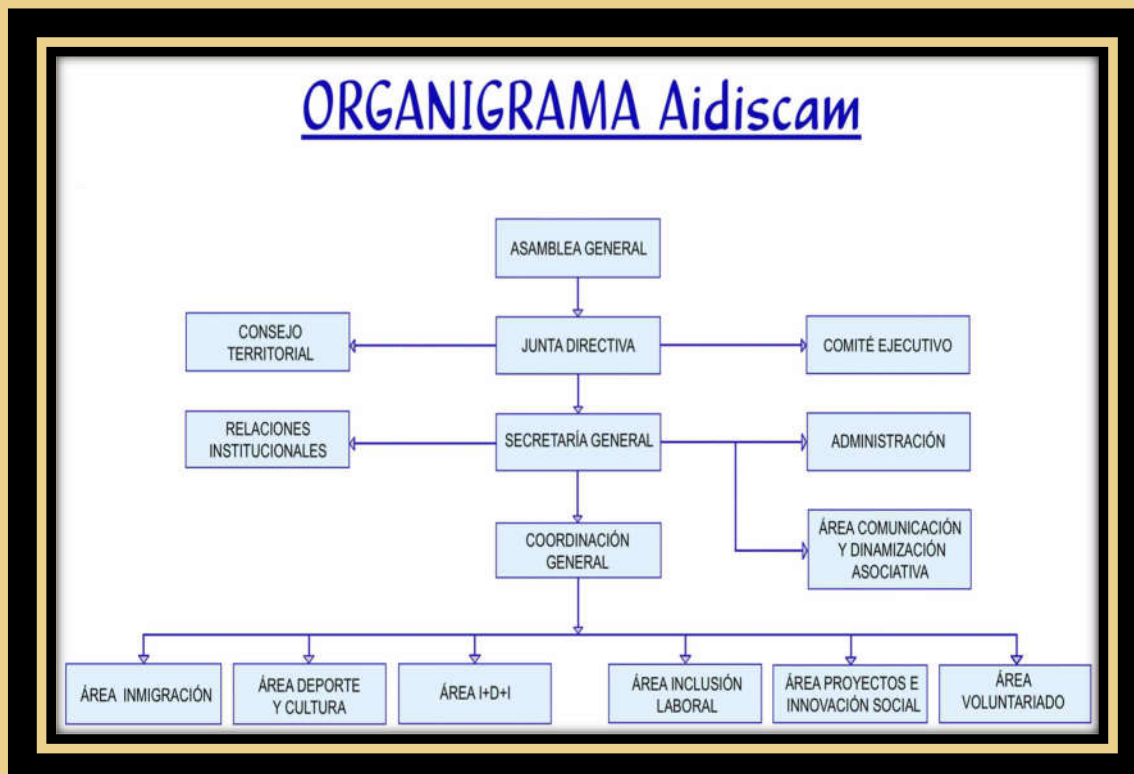 ORGANIGRAMA Aidiscam
ASAMBLEA GENERAL
CONSEJO
TERRITORIAL
JUNTA DIRECTIVA
COMITÉ EJECUTIVO
RELACIONES
INSTITUCIONALES
SECRETARÍA GENERAL
ADMINISTRACIÓN
COORDINACIÓN
GENERAL
ÁREA COMUNICACIÓN
Y DINAMIZACIÓN
ASOCIATIVA
ÁREA INMIGRACIÓN
ÁREA DEPORTE
Y CULTURA
ÁREA I+D+I
ÁREA INCLUSIÓN
LABORAL
ÁREA PROYECTOS E
INNOVACIÓN SOCIAL
ÁREA
VOLUNTARIADO